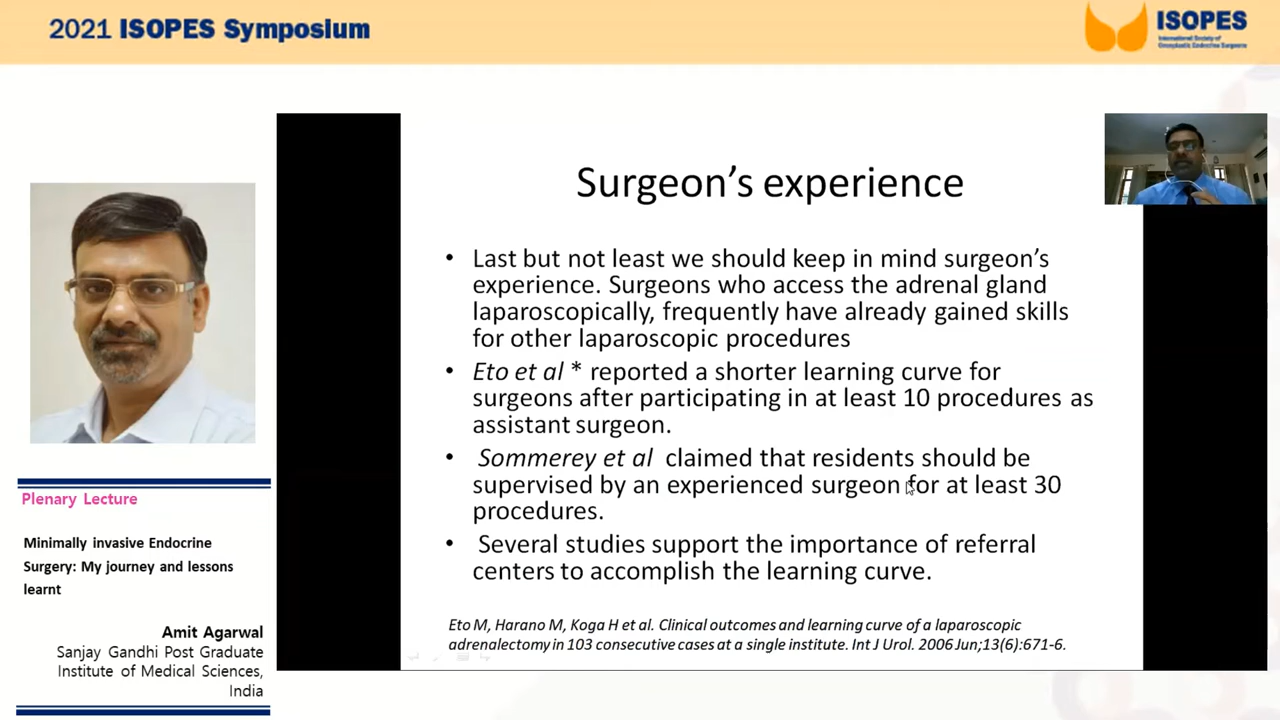 2021 ISOPES Symposium
ISOPES
International Society of
Oncoplastic Endocrine Surgeons
Surgeon's experience
• Last but not least we should keep in mind surgeon's
experience. Surgeons who access the adrenal gland
laparoscopically, frequently have already gained skills
for other laparoscopic procedures
• Eto et al * reported a shorter learning curve for
surgeons after participating in at least 10 procedures as
assistant surgeon.
• Sommerey et al claimed that residents should be
supervised by an experienced surgeon for at least 30
procedures.
• Several studies support the importance of referral
centers to accomplish the learning curve.
Eto M, Harano M, Koga H et al. Clinical outcomes and learning curve of a laparoscopic
adrenalectomy in 103 consecutive cases at a single institute. Int J Urol. 2006 Jun;13(6):671-6.
Plenary Lecture
Minimally invasive Endocrine
Surgery: My journey and lessons
learnt
Amit Agarwal
Sanjay Gandhi Post Graduate
Institute of Medical Sciences,
India